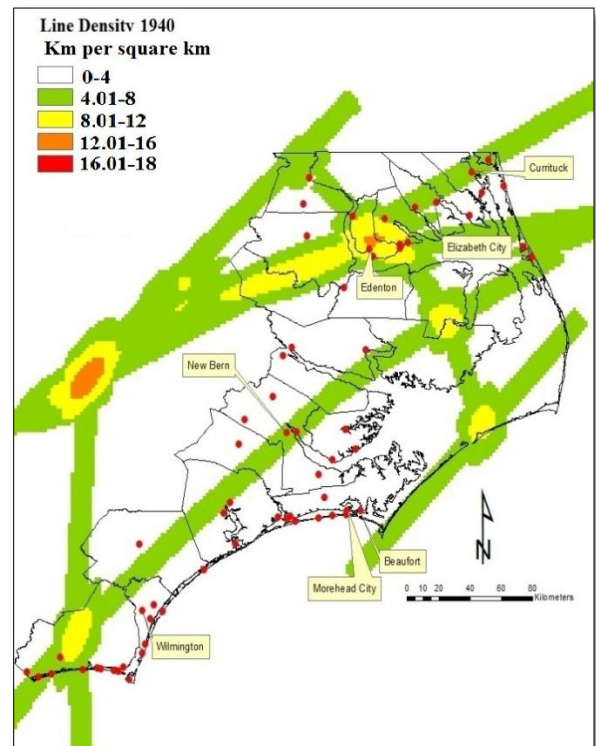 Line Density 1940
Km per square km
0-4
4.01-8
8.01-12
12.01-16
16.01-18
Currituck
Elizabeth City
Edenton
New Bern
N
Beaufort
Morehead City
0 10 20 40 60 80
Kilometers
Wilmington